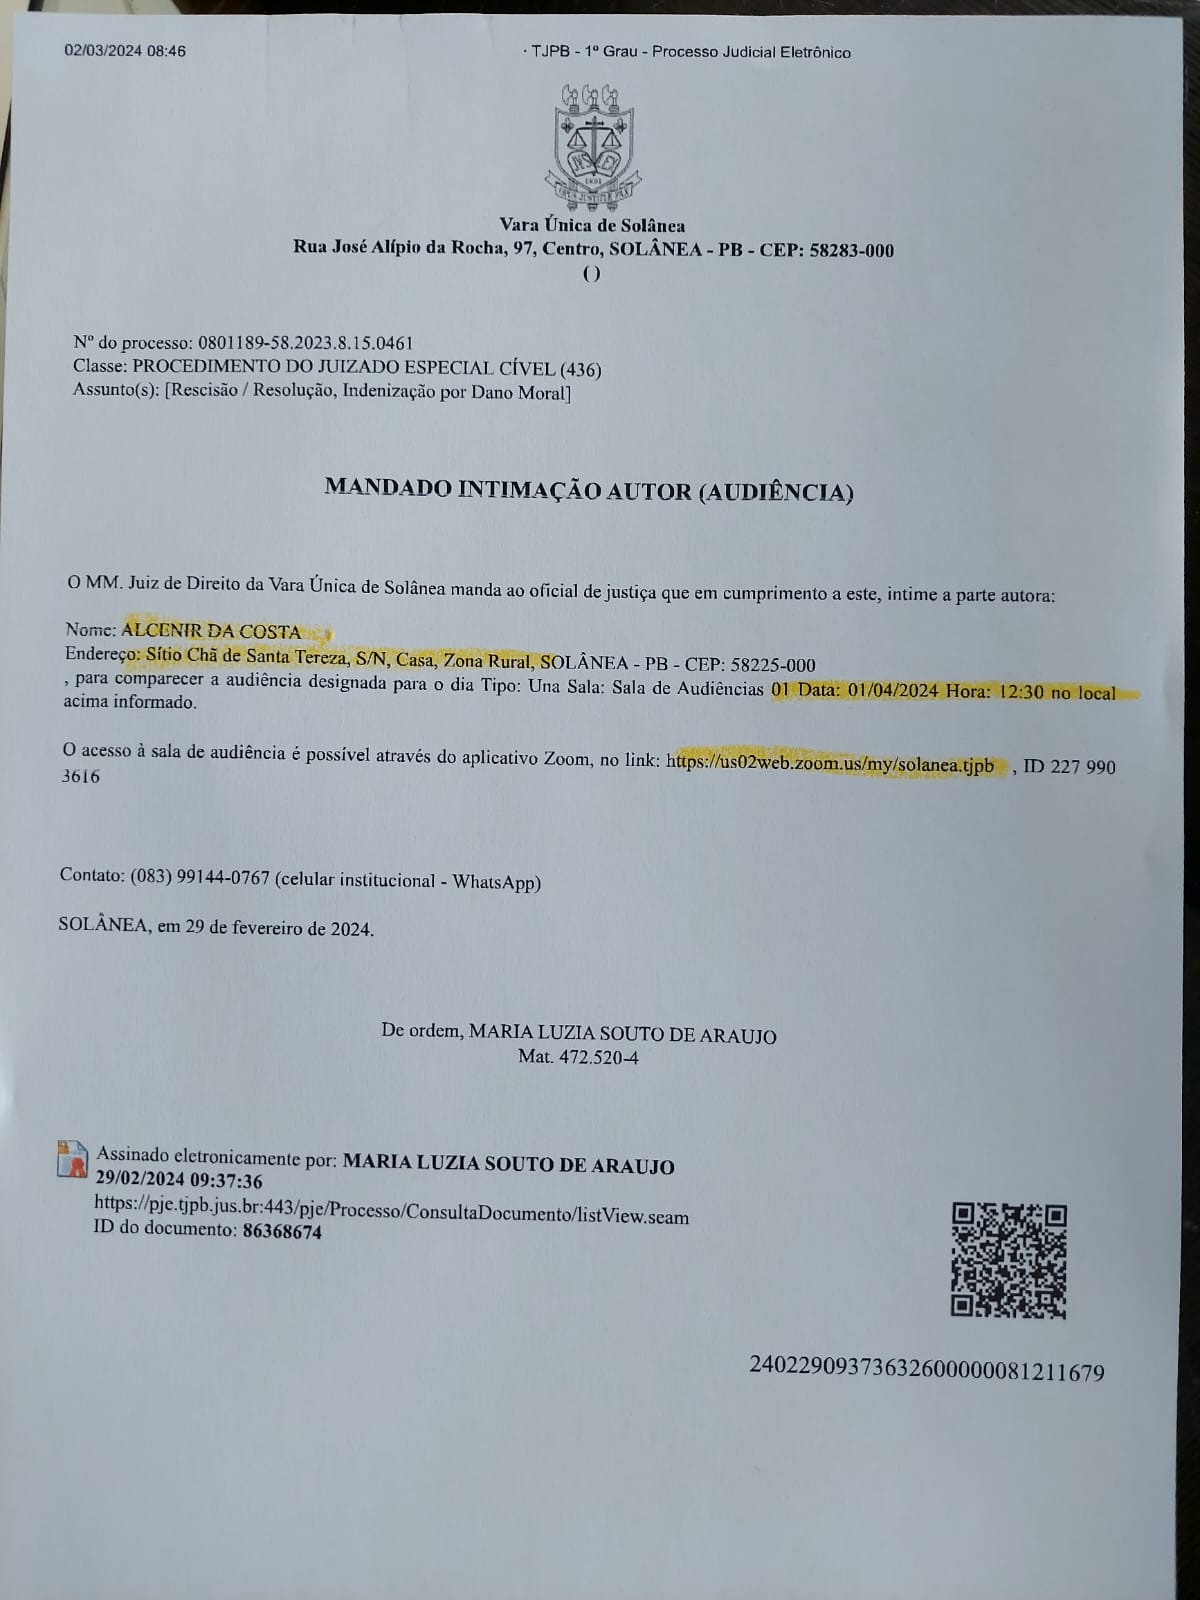 02/03/2024 08:46
· TJPB - 1º Grau - Processo Judicial Eletrônico
JVS LEX
1891
Vara Única de Solânea
Rua José Alípio da Rocha, 97, Centro, SOLÂNEA - PB - CEP: 58283-000
( )
Nº do processo: 0801189-58.2023.8.15.0461
Classe: PROCEDIMENTO DO JUIZADO ESPECIAL CÍVEL (436)
Assunto(s): [Rescisão / Resolução, Indenização por Dano Moral]
MANDADO INTIMAÇÃO AUTOR (AUDIÊNCIA)
O MM. Juiz de Direito da Vara Única de Solânea manda ao oficial de justiça que em cumprimento a este, intime a parte autora:
Nome: ALCENIR DA COSTA
Endereço: Sítio Chã de Santa Tereza, S/N, Casa, Zona Rural, SOLÂNEA - PB - CEP: 58225-000
, para comparecer a audiência designada para o dia Tipo: Una Sala: Sala de Audiências 01 Data: 01/04/2024 Hora: 12:30 no local
acima informado.
O acesso à sala de audiência é possível através do aplicativo Zoom, no link: https://us02web.zoom.us/my/solanea.tjpb , ID 227 990
3616
Contato: (083) 99144-0767 (celular institucional - WhatsApp)
SOLÂNEA, em 29 de fevereiro de 2024.
De ordem, MARIA LUZIA SOUTO DE ARAUJO
Mat. 472.520-4
Assinado eletronicamente por: MARIA LUZIA SOUTO DE ARAUJO
29/02/2024 09:37:36
https://pje.tjpb.jus.br:443/pje/Processo/ConsultaDocumento/listView.seam
ID do documento: 86368674
24022909373632600000081211679